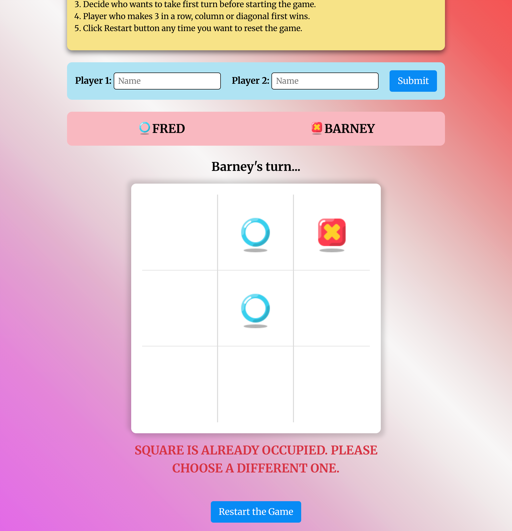 3. Decide who wants to take first turn before starting the game.
4. Player who makes 3 in a row, column or diagonal first wins.
5. Click Restart button any time you want to reset the game.
Player 1: Name Player 2: Name Submit
FRED BARNEY
Barney's turn...
SQUARE IS ALREADY OCCUPIED. PLEASE
CHOOSE A DIFFERENT ONE.
Restart the Game